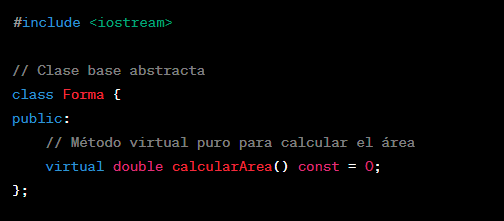 #include <iostream>
// Clase base abstracta
class Forma {
public:
    // Método virtual puro para calcular el área
    virtual double calcularArea() const = 0;
};